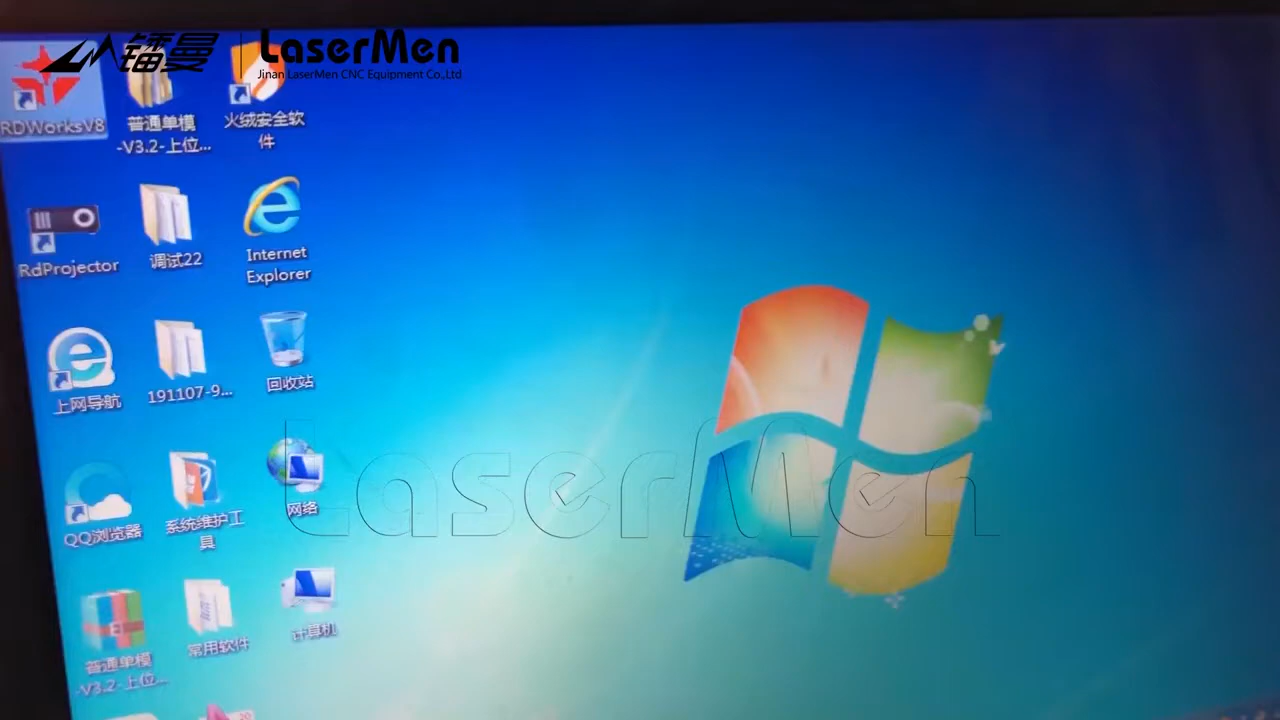 镭曼
LaserMen
Jinan LaserMen CNC Equipment Co.,Ltd
RDWorksV8
普通单模
-V3.2-上位...
火绒安全软
件
RdProjector
调试22
Internet
Explorer
上网导航
191107-9...
回收站
LaserMen
QQ浏览器
系统维护工
具
网络
普通单模
-V3.2-上位...
常用软件
计算机
20